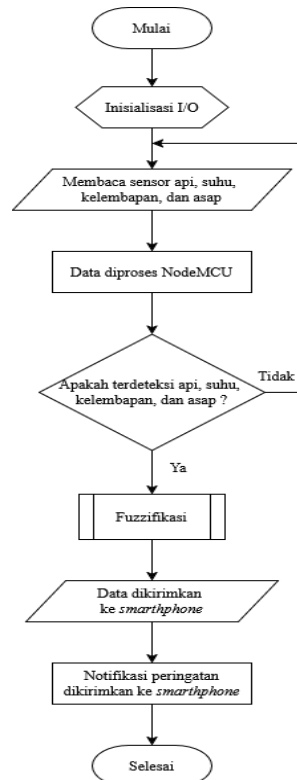 Mulai
Inisialisasi I/O
Membaca sensor api, suhu,
kelembapan, dan asap
Data diproses NodeMCU
Apakah terdeteksi api, suhu,
kelembapan, dan asap ?
Tidak
Ya
Fuzzifikasi
Data dikirimkan
ke smarthphone
Notifikasi peringatan
dikirimkan ke smarthphone
Selesai